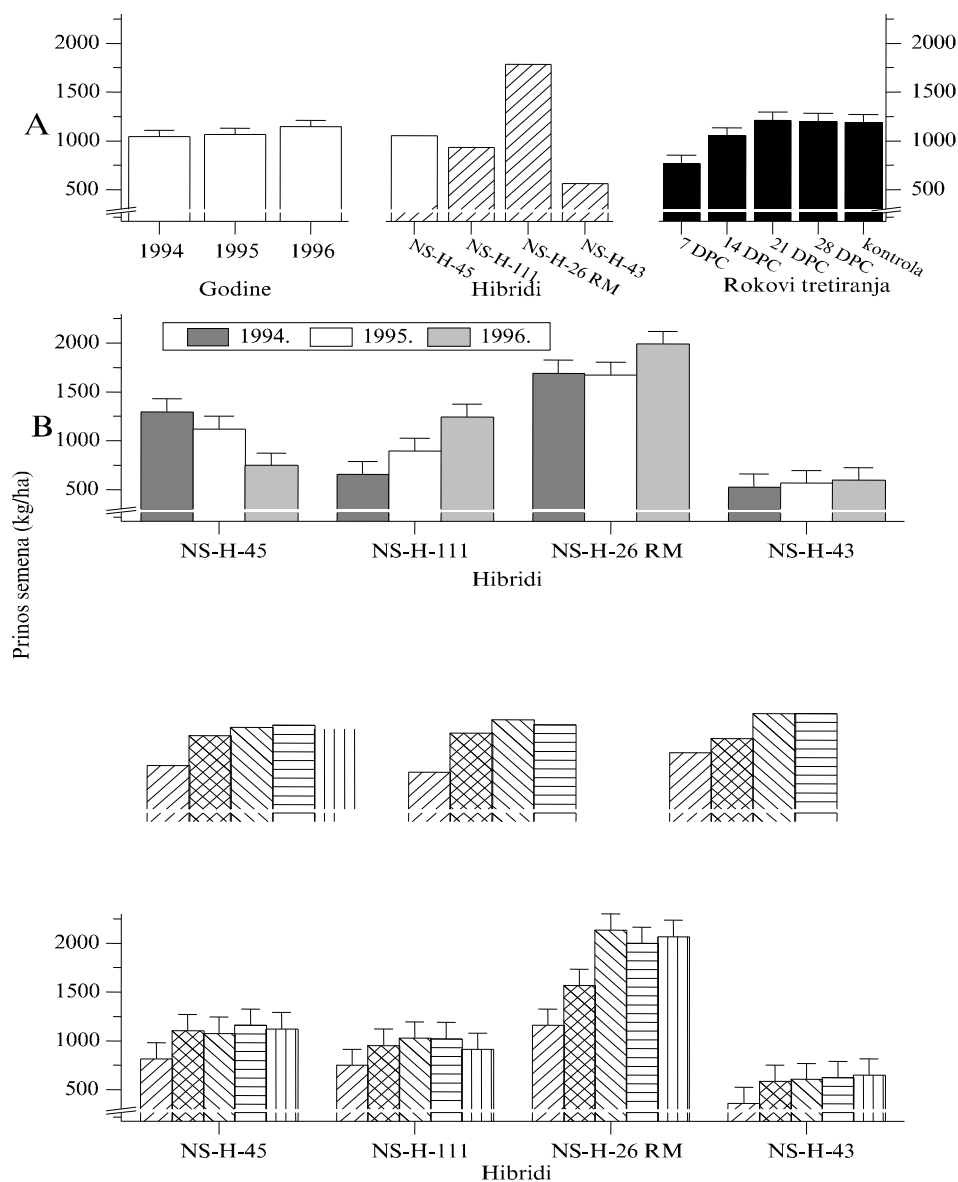 2000 2000
1500 1500
A 1000 1000
500 500
1994 1995 1996 NS-H-45 NS-H-111 NS-H-26 RM NS-H-43 7 DPC 14 DPC 21 DPC 28 DPC kontrola
Godine Hibridi Rokovi tretiranja
1994. 1995. 1996.
2000
1500
B
1000
500
NS-H-45 NS-H-111 NS-H-26 RM NS-H-43
Hibridi
Prinos semena (kg/ha)
2000
1500
1000
500
NS-H-45 NS-H-111 NS-H-26 RM NS-H-43
Hibridi